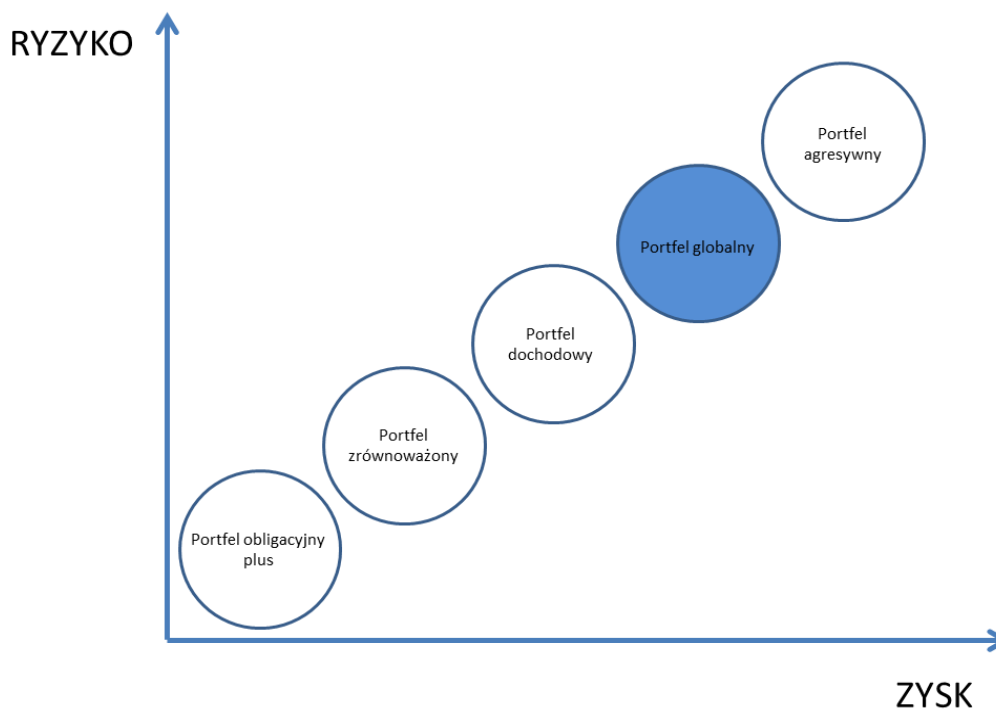 RYZYKO
Portfel
agresywny
Portfel globalny
Portfel
dochodowy
Portfel
zrównoważony
Portfel obligacyjny
plus
ZYSK